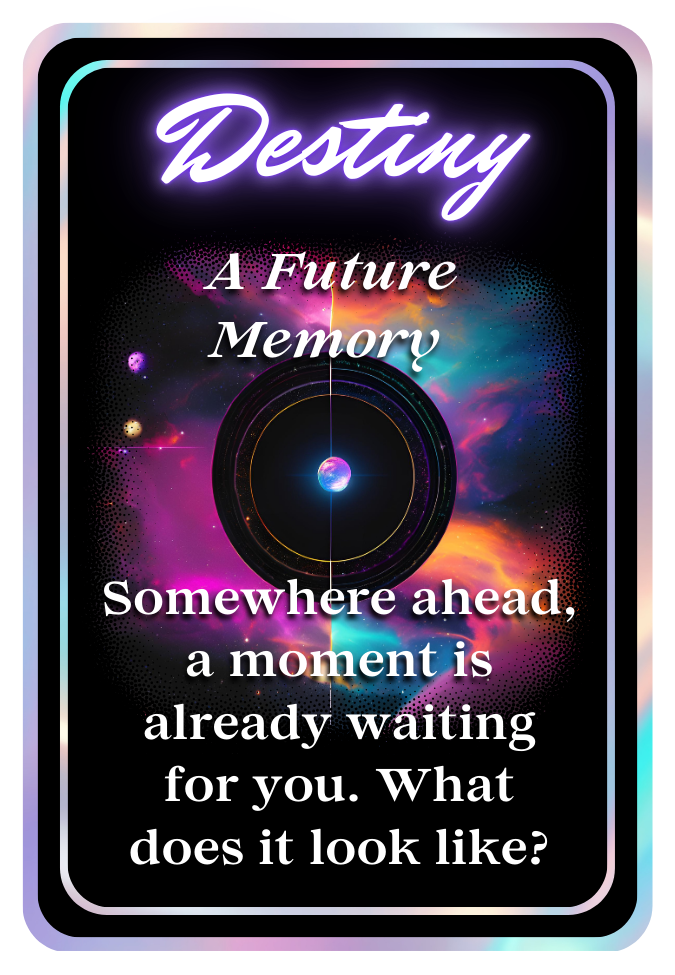 Destiny
A Future
Memory
Somewhere ahead,
a moment is
already waiting
for you. What
does it look like?